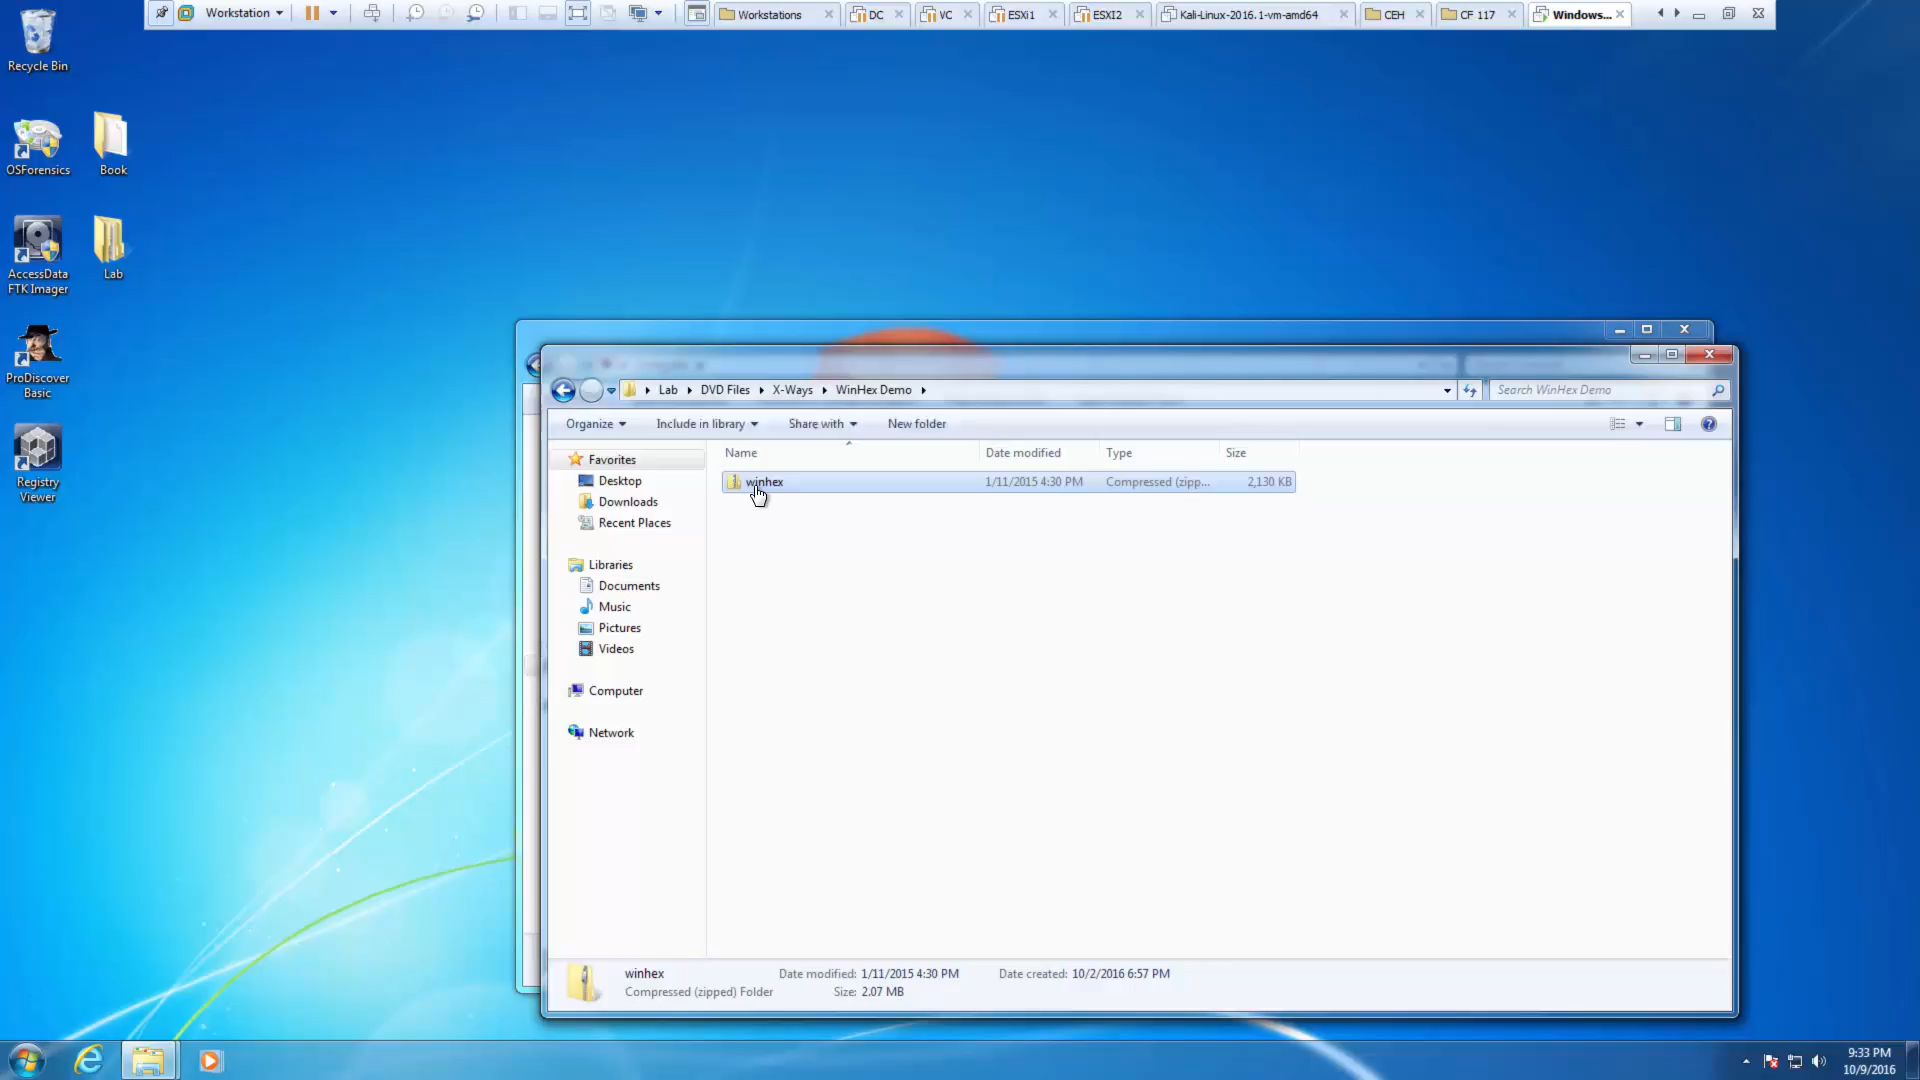 Workstation
Workstations
DC
VC
ESXi1
ESXI2
Kali-Linux-2016.1-vm-amd64
CEH
CF 117
Windows...
Recycle Bin
OSForensics
Book
AccessData
FTK Imager
Lab
ProDiscover
Basic
Registry
Viewer
Lab
DVD Files
X-Ways
WinHex Demo
Search WinHex Demo
Organize
Include in library
Share with
New folder
Name
Date modified
Type
Size
winhex
1/11/2015 4:30 PM
Compressed (zipp...
2,130 KB
Favorites
Desktop
Downloads
Recent Places
Libraries
Documents
Music
Pictures
Videos
Computer
Network
winhex
Date modified: 1/11/2015 4:30 PM
Date created: 10/2/2016 6:57 PM
Compressed (zipped) Folder
Size: 2.07 MB
9:33 PM
10/9/2016